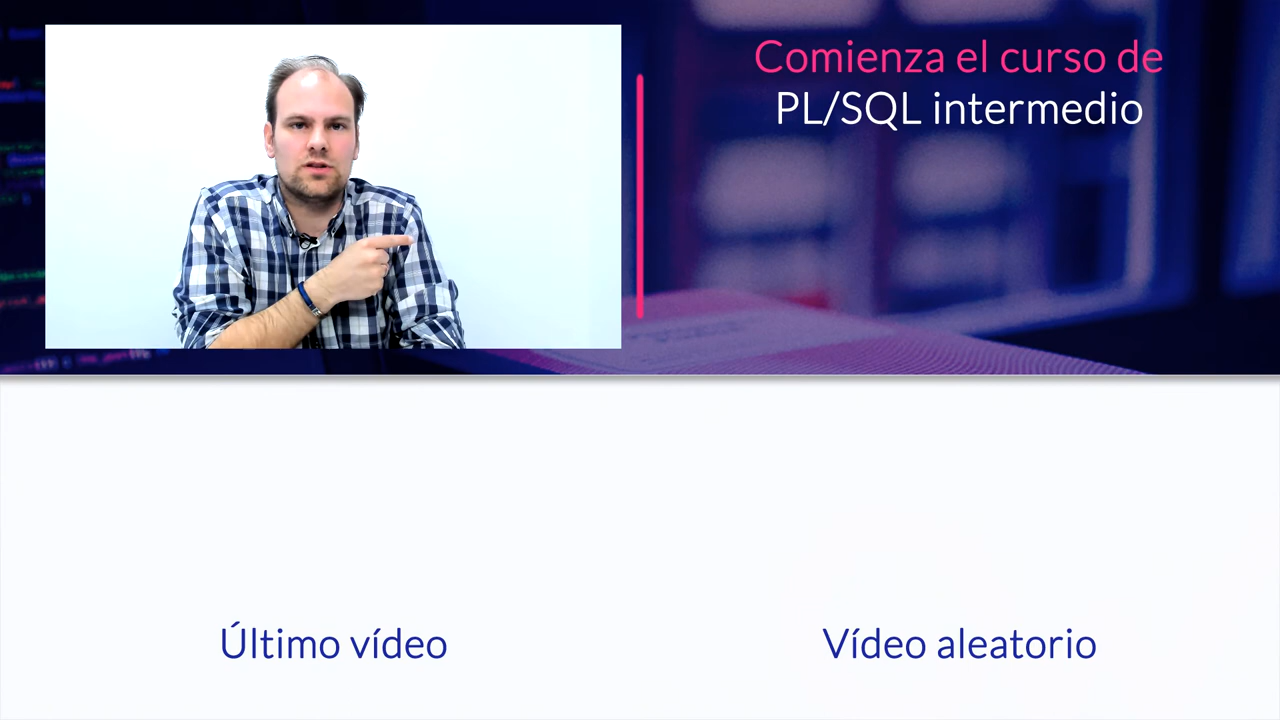 Comienza el curso de
PL/SQL intermedio
Último vídeo
Vídeo aleatorio